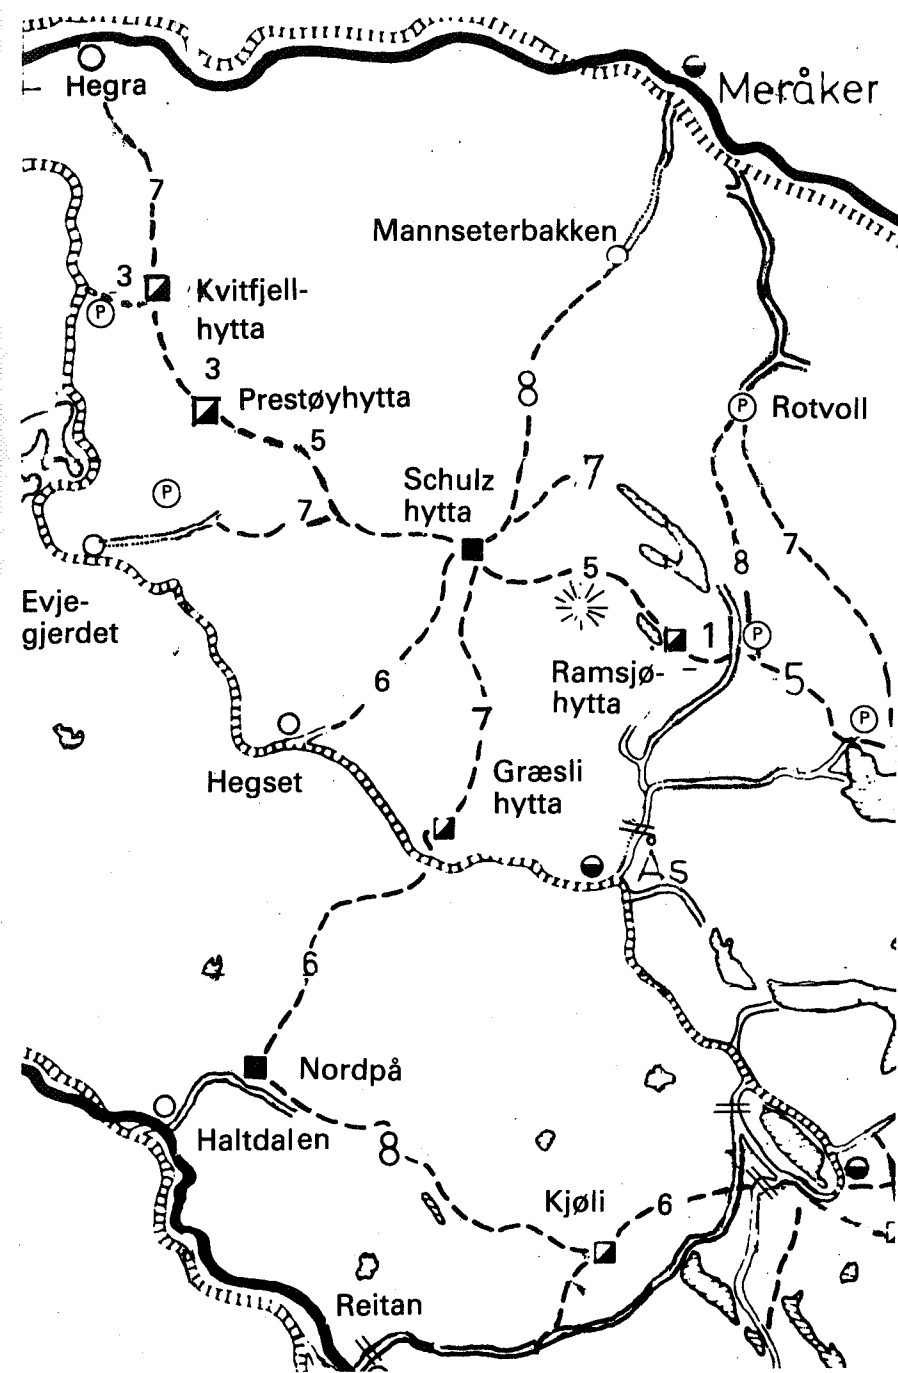 Hegra
Meråker
7
Mannseterbakken
3
Kvitfjell-
hytta
P
3
8
Prestøyhytta
P
Rotvoll
5
Schulz
hytta
7
P
7
8
7
5
Evje-
gjerdet
1
P
6
Ramsjø-
hytta
5
7
P
Hegset
Græsli
hytta
Ås
6
Nordpå
Haltdalen
8
Kjøli
6
Reitan